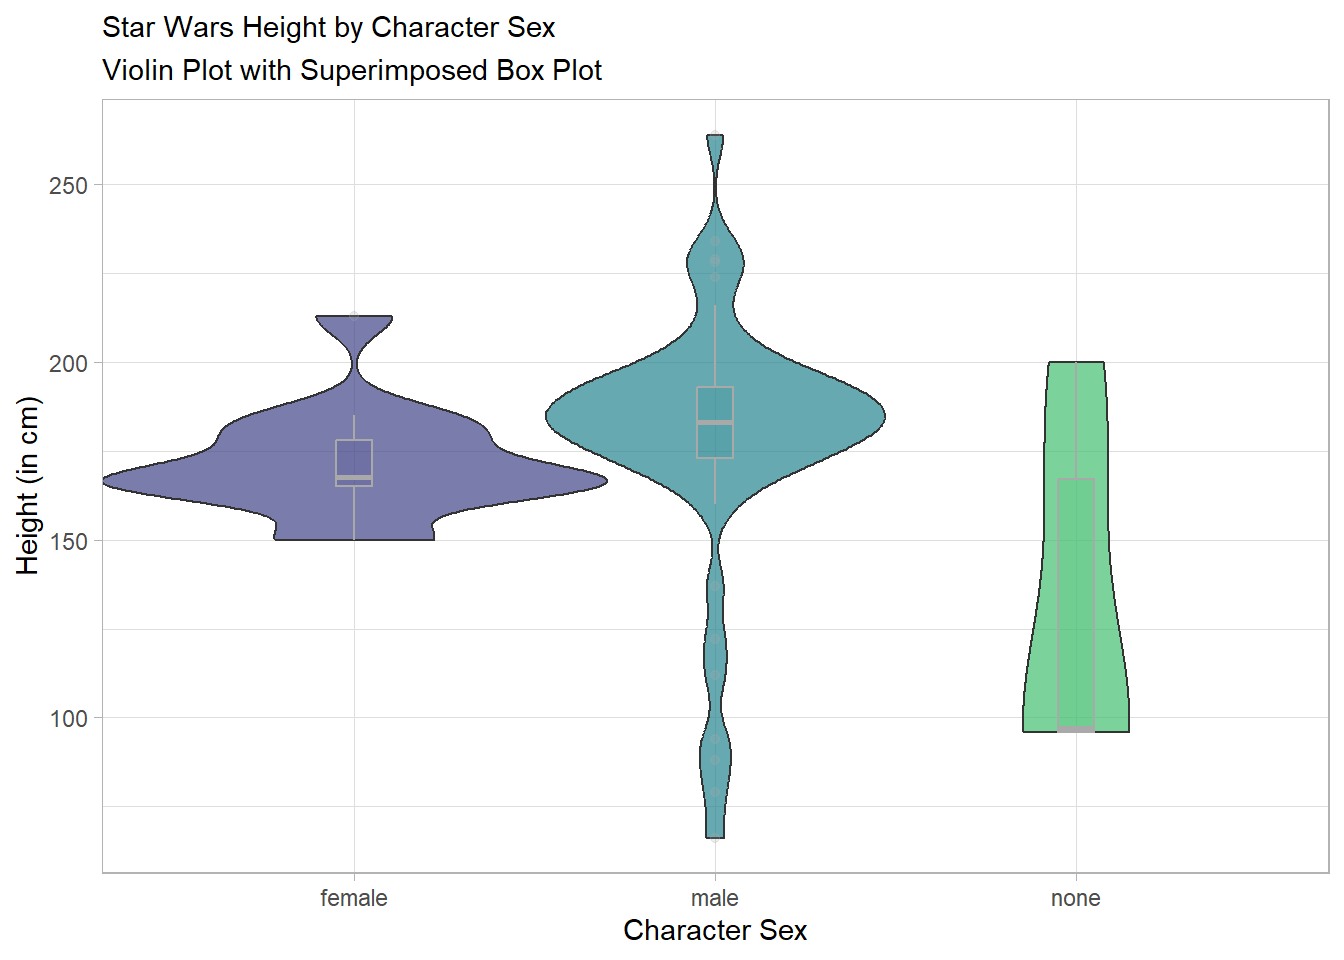 Star Wars Height by Character Sex
Violin Plot with Superimposed Box Plot
Height (in cm)
250
200
150
100
female male none
Character Sex